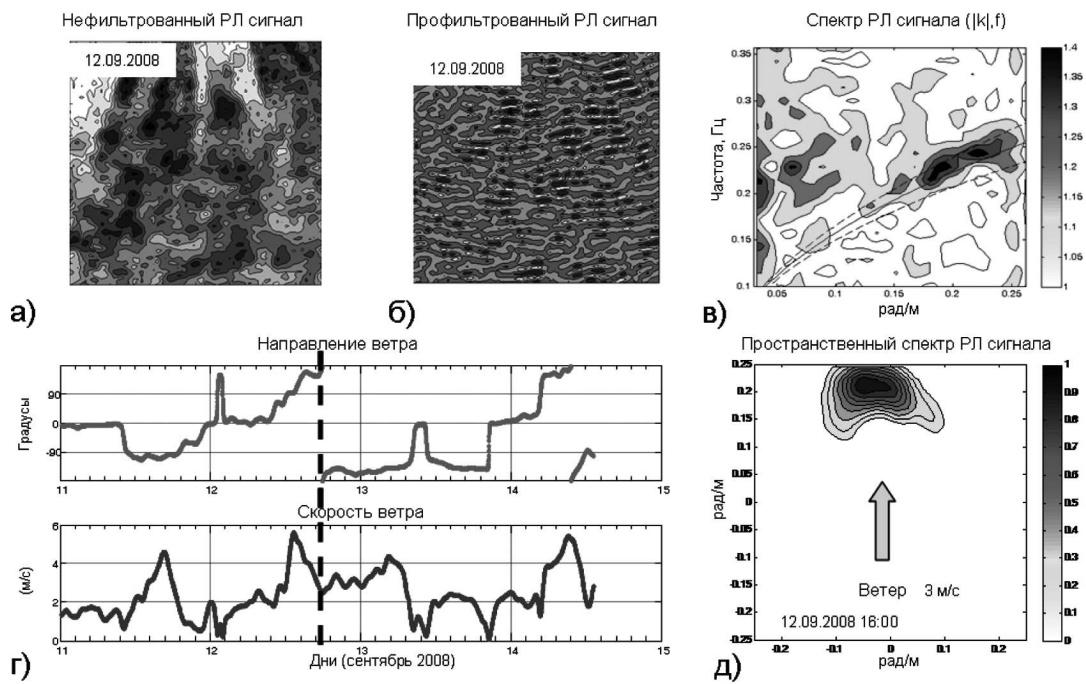 Нефильтрованный РЛ сигнал
12.09.2008
а)
Профильтрованный РЛ сигнал
12.09.2008
б)
Спектр РЛ сигнала (|k|,f)
Частота, Гц
0.35
0.3
0.25
0.2
0.15
0.1
0.05 0.1 0.15 0.2 0.25
рад/м
1.4
1.35
1.3
1.25
1.2
1.15
1.1
1.05
1
в)
Направление ветра
Градусы
90
0
-90
11 12 13 14 15
Скорость ветра
(м/с)
6
4
2
0
11 12 13 14 15
Дни (сентябрь 2008)
г)
Пространственный спектр РЛ сигнала
рад/м
0.25
0.2
0.15
0.1
0.05
0
-0.05
-0.1
0.15
0.2
0.25
Ветер 3 м/с
12.09.2008 16:00
-0.2 -0.1 0 0.1 0.2
рад/м
1
0.9
0.8
0.7
0.6
0.5
0.4
0.3
0.2
0.1
0
д)